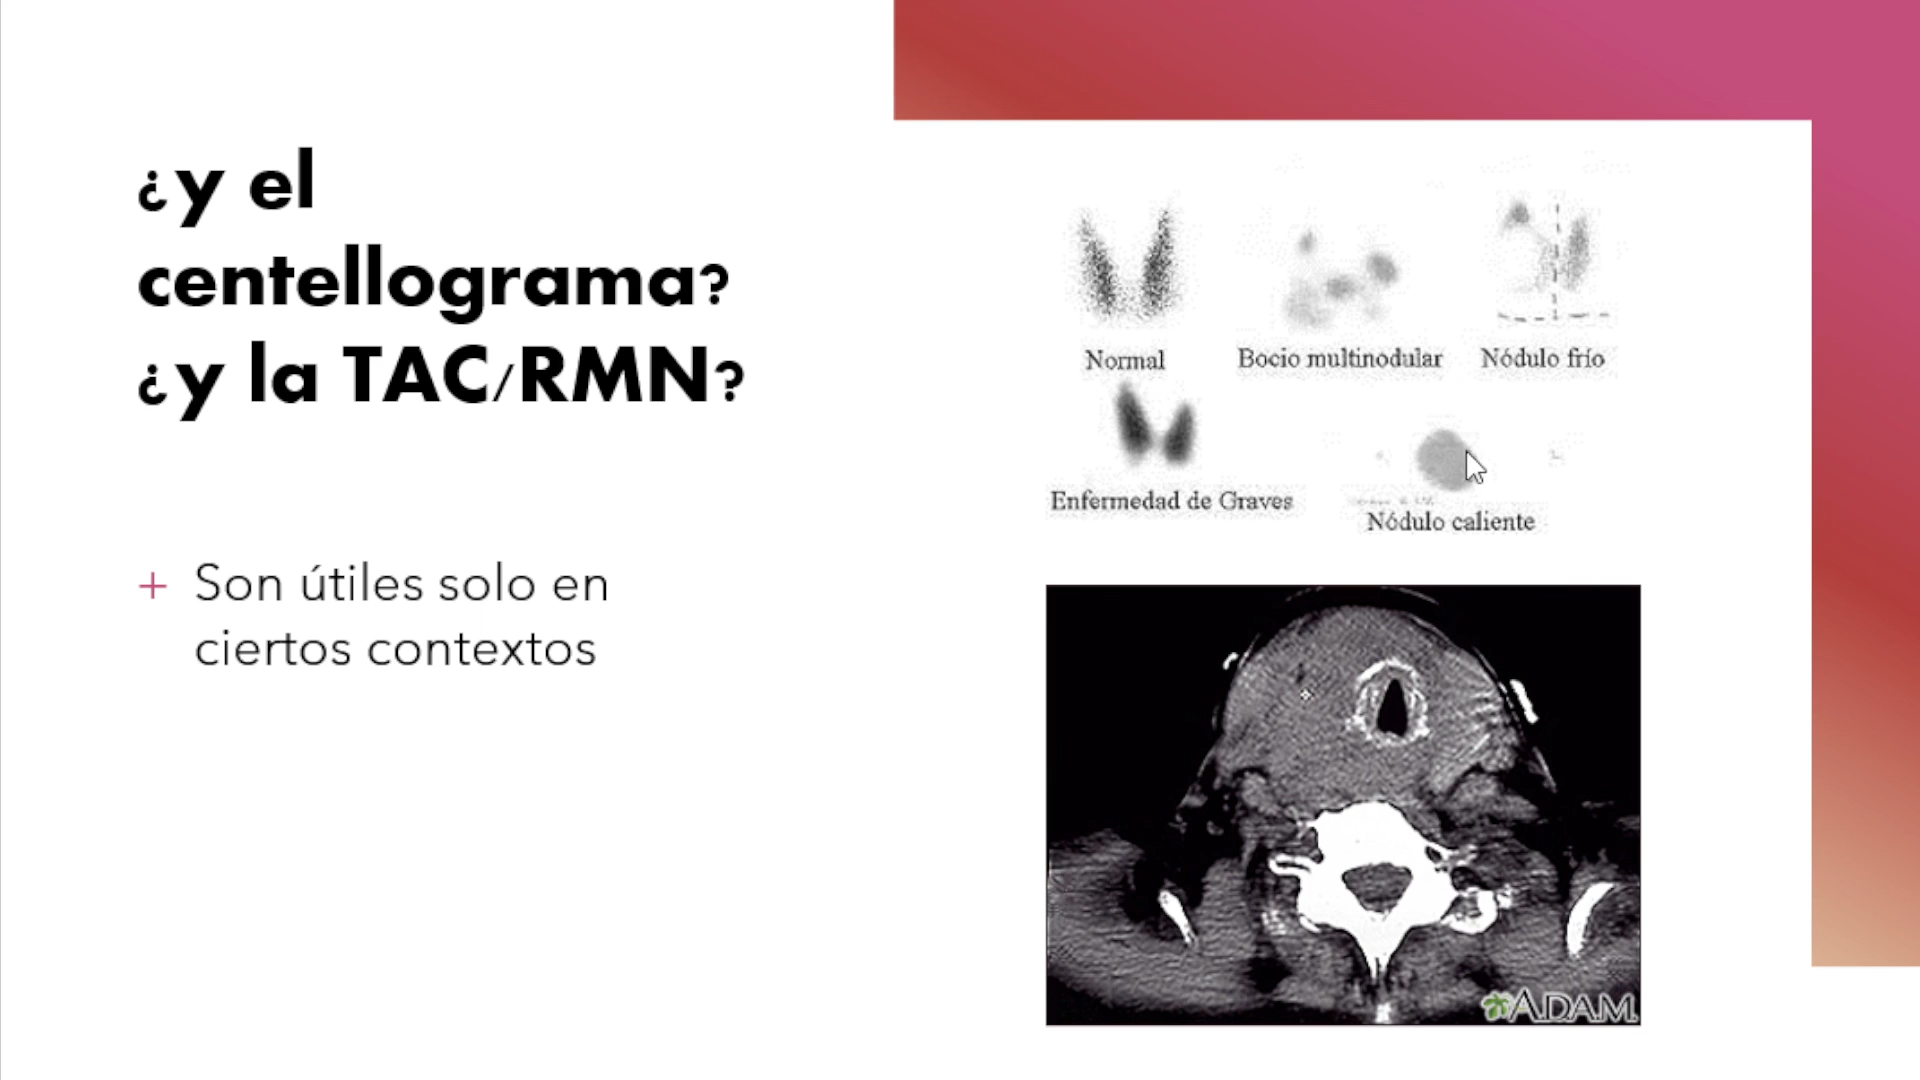 ¿y el
centellograma?
¿y la TAC/RMN?
+ Son útiles solo en
ciertos contextos
Normal
Bocio multinodular
Nódulo frío
Enfermedad de Graves
Nódulo caliente
A.D.A.M.